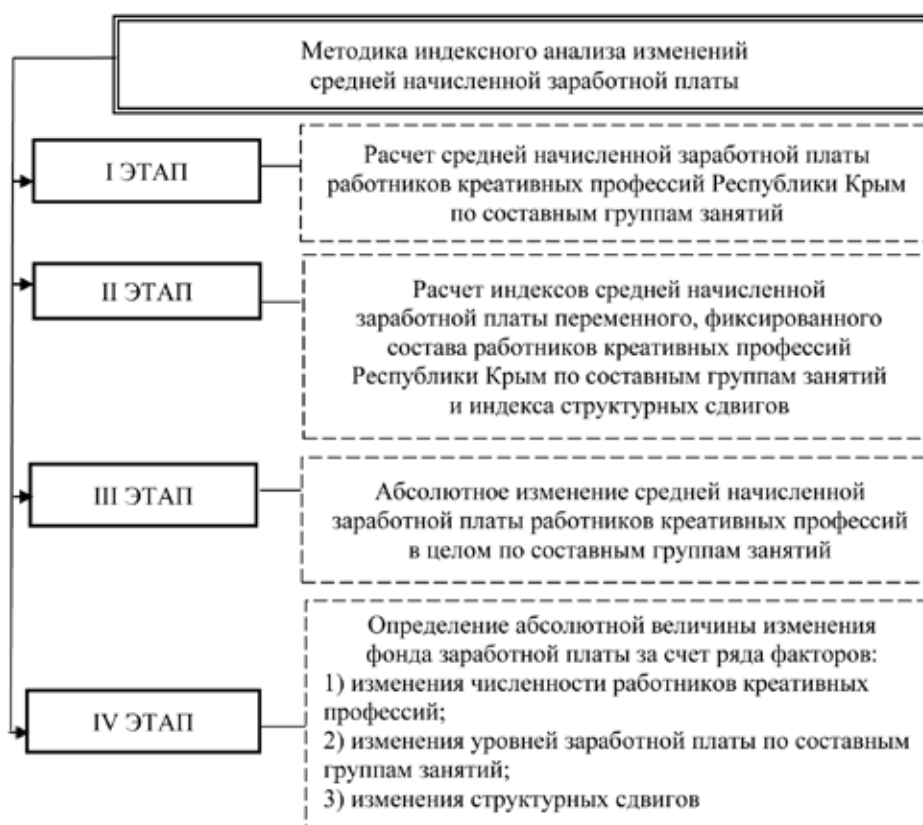 Методика индексного анализа изменений
средней начисленной заработной платы
I ЭТАП
Расчет средней начисленной заработной платы
работников креативных профессий Республики Крым
по составным группам занятий
II ЭТАП
Расчет индексов средней начисленной
заработной платы переменного, фиксированного
состава работников креативных профессий
Республики Крым по составным группам занятий
и индекса структурных сдвигов
III ЭТАП
Абсолютное изменение средней начисленной
заработной платы работников креативных профессий
в целом по составным группам занятий
IV ЭТАП
Определение абсолютной величины изменения
фонда заработной платы за счет ряда факторов:
1) изменения численности работников креативных
профессий;
2) изменения уровней заработной платы по составным
группам занятий;
3) изменения структурных сдвигов